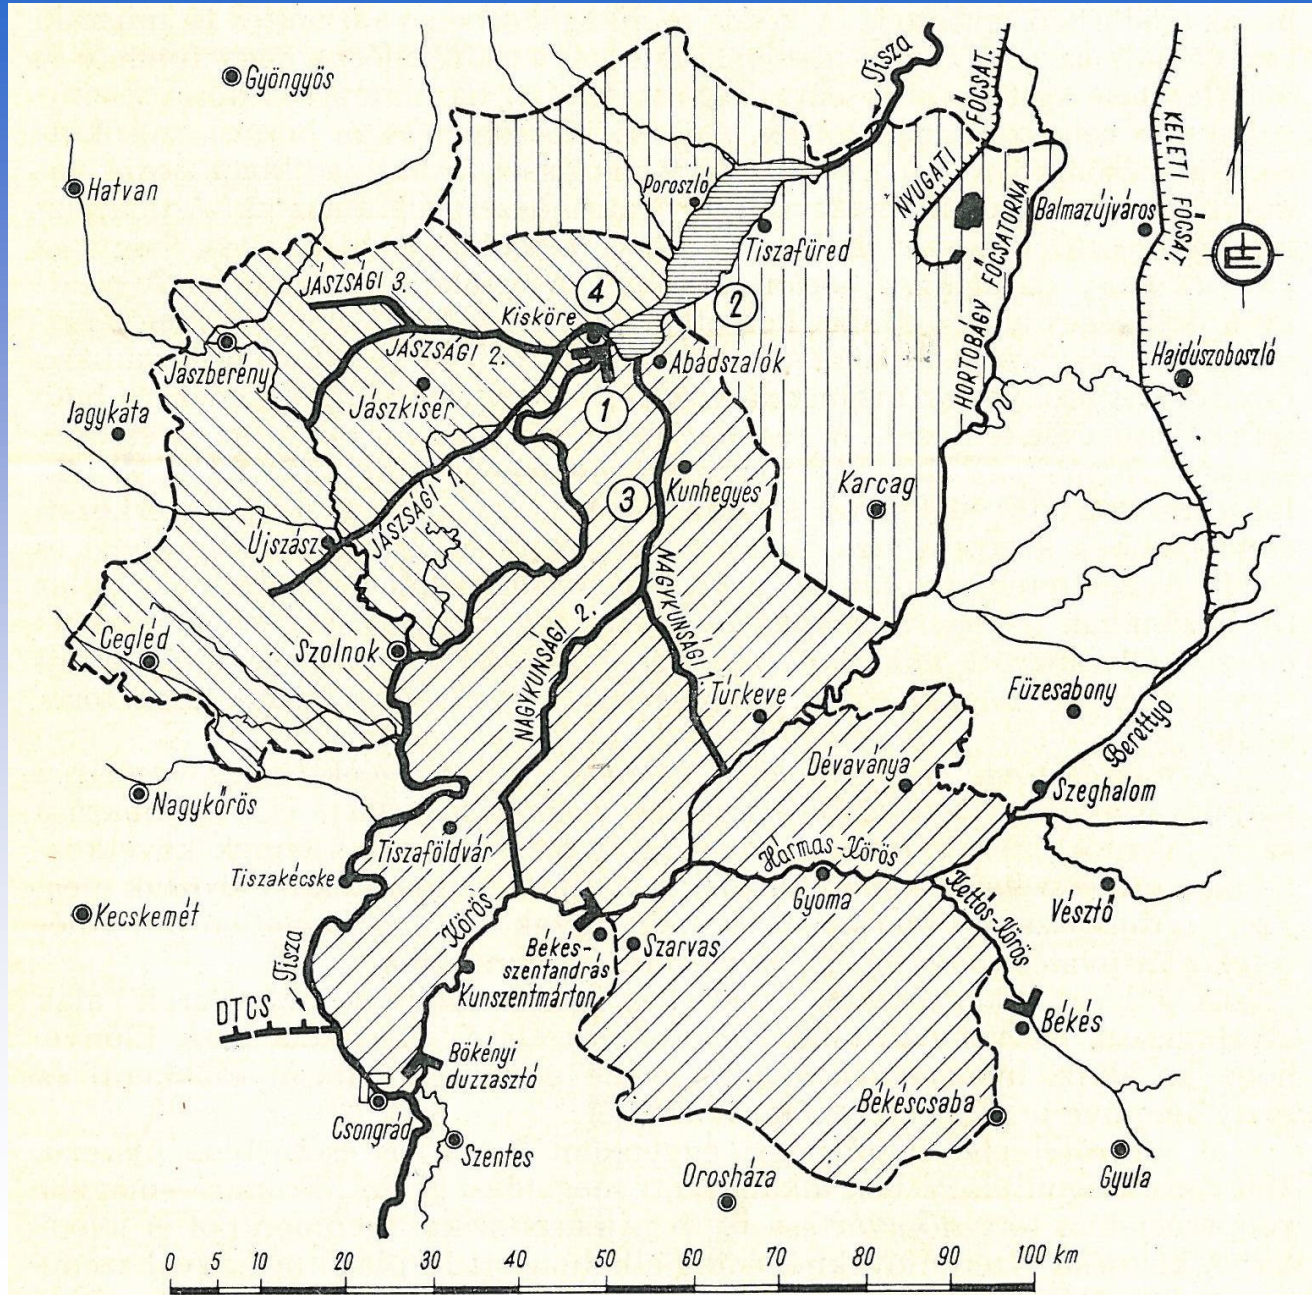 Tisza
Gyöngyös
NYUGATI FŐCSAT.
KELETI FŐCSAT.
Hatvan
Poroszló
Tiszafüred
Balmazújváros
HORTOBÁGY FŐCSATORNA
JÁSZSÁGI 3.
4
2
Kisköre
Jászberény
JÁSZSÁGI 2.
Abádszalók
Hajdúszoboszló
Jászkisér
1
Nagykáta
Kunhegyes
3
Karcag
JÁSZSÁGI 1.
Újszász
NAGYKUNSÁGI 1.
NAGYKUNSÁGI 2.
Cegléd
Szolnok
Túrkeve
Füzesabony
Berettyó
Dévaványa
Szeghalom
Nagykőrös
Tiszaföldvár
Hármas-Körös
Tiszakécske
Gyoma
Kettős-Körös
Vésztő
Kecskemét
Körös
Békés-
szentandrás
Szarvas
Tisza
Kunszentmárton
DTCS
Békés
Bökényi
duzzasztó
Csongrád
Békéscsaba
Szentes
Gyula
Orosháza
0 5 10 20 30 40 50 60 70 80 90 100 km